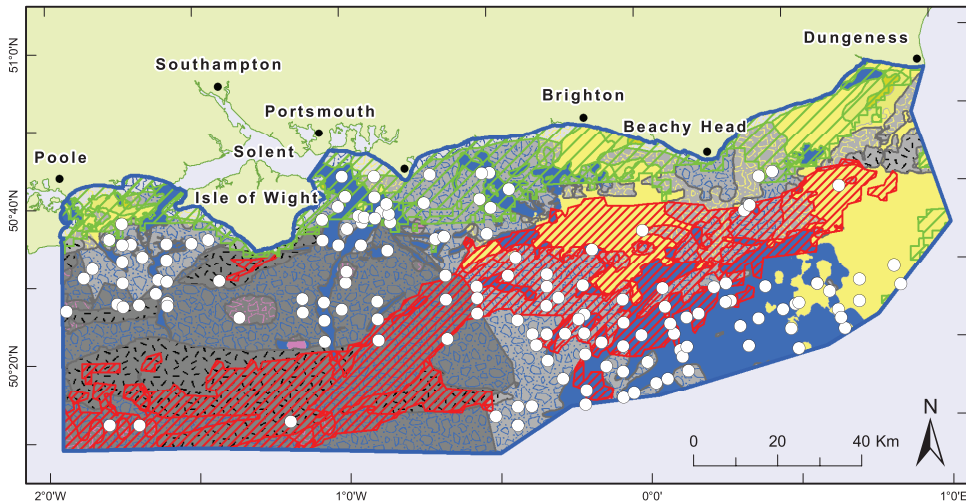 Dungeness
51°0'N
Southampton
Portsmouth
Brighton
Beachy Head
Poole
Solent
Isle of Wight
50°40'N
50°20'N
N
0 20 40 Km
2°0'W 1°0'W 0°0' 1°0'E